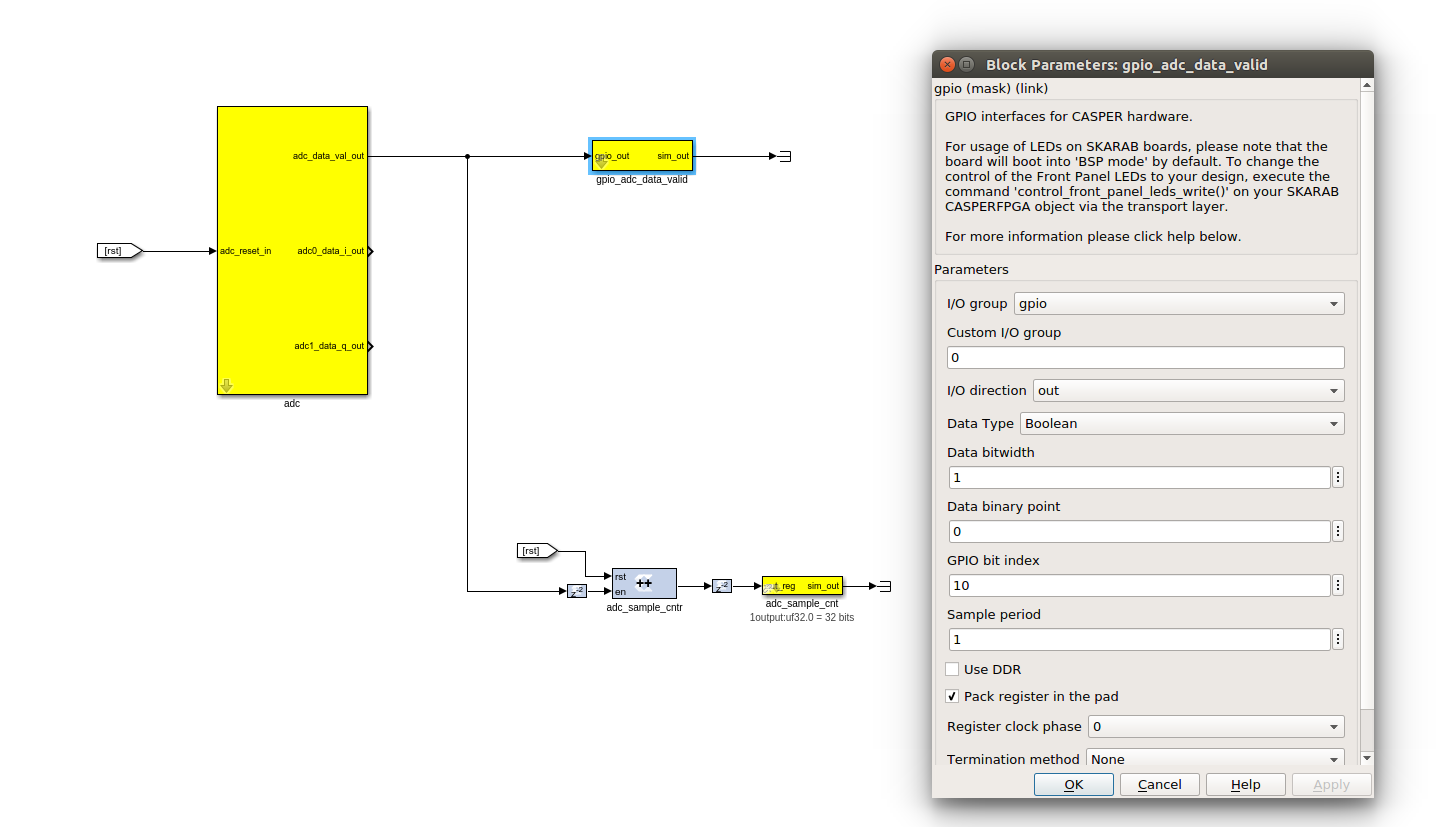 adc_data_val_out
adc_reset_in
adc0_data_i_out
adc1_data_q_out
adc
[rst]
gpio_out
sim_out
gpio_adc_data_valid
[rst]
z-2
rst
++
en
adc_sample_cntr
z-2
sim_out
adc_sample_cnt
1output:uf32.0 = 32 bits
Block Parameters: gpio_adc_data_valid
gpio (mask) (link)
GPIO interfaces for CASPER hardware.
For usage of LEDs on SKARAB boards, please note that the
board will boot into 'BSP mode' by default. To change the
control of the Front Panel LEDs to your design, execute the
command 'control_front_panel_leds_write()' on your SKARAB
CASPERFPGA object via the transport layer.
For more information please click help below.
Parameters
I/O group gpio
Custom I/O group
0
I/O direction out
Data Type Boolean
Data bitwidth
1
Data binary point
0
GPIO bit index
10
Sample period
1
Use DDR
Pack register in the pad
Register clock phase 0
Termination method None
OK Cancel Help Apply